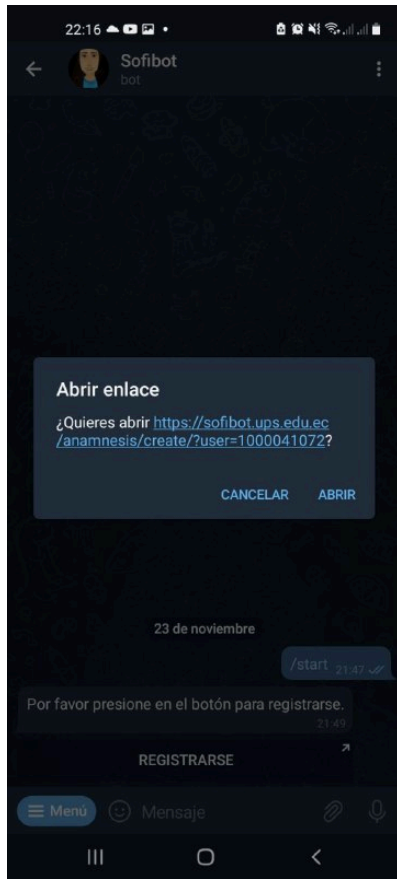 22:16
Sofibot
bot
Abrir enlace
¿Quieres abrir https://sofibot.ups.edu.ec
/anamnesis/create/?user=1000041072?
CANCELAR ABRIR
23 de noviembre
/start 21:47
Por favor presione en el botón para registrarse.
21:49
REGISTRARSE
Menú Mensaje